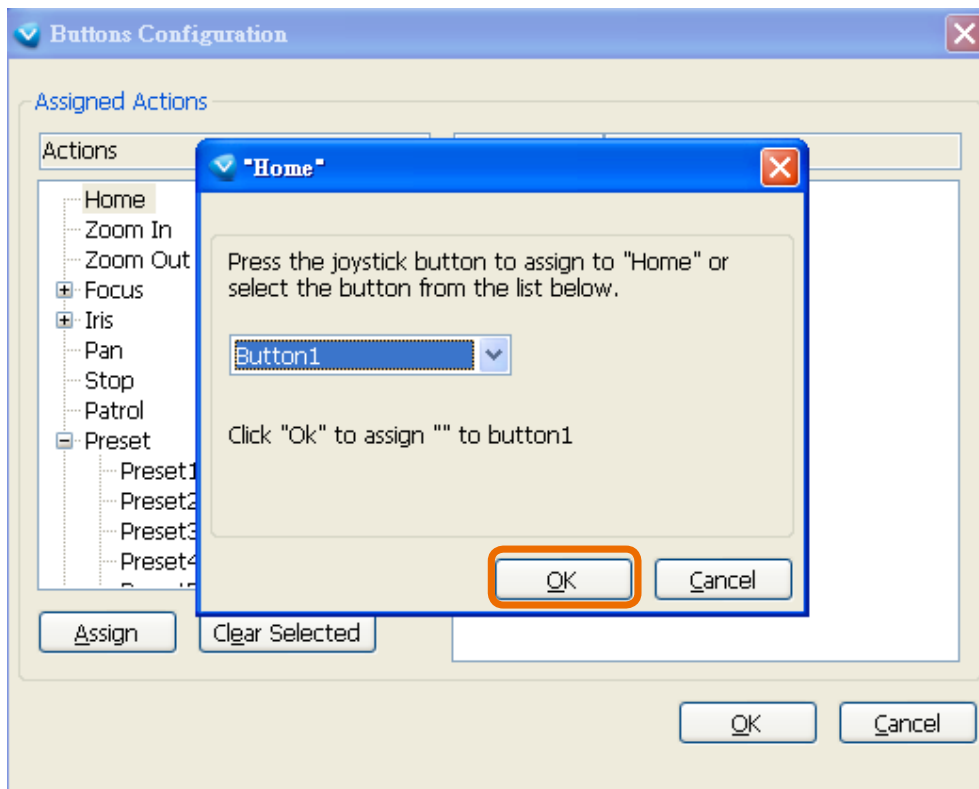 Buttons Configuration
Assigned Actions
Actions
"Home"
Home
Zoom In
Zoom Out
Focus
Iris
Pan
Stop
Patrol
Preset
Preset1
Preset2
Preset3
Preset4
Press the joystick button to assign to "Home" or
select the button from the list below.
Button1
Click "Ok" to assign "" to button1
OK
Cancel
Assign
Clear Selected
OK
Cancel